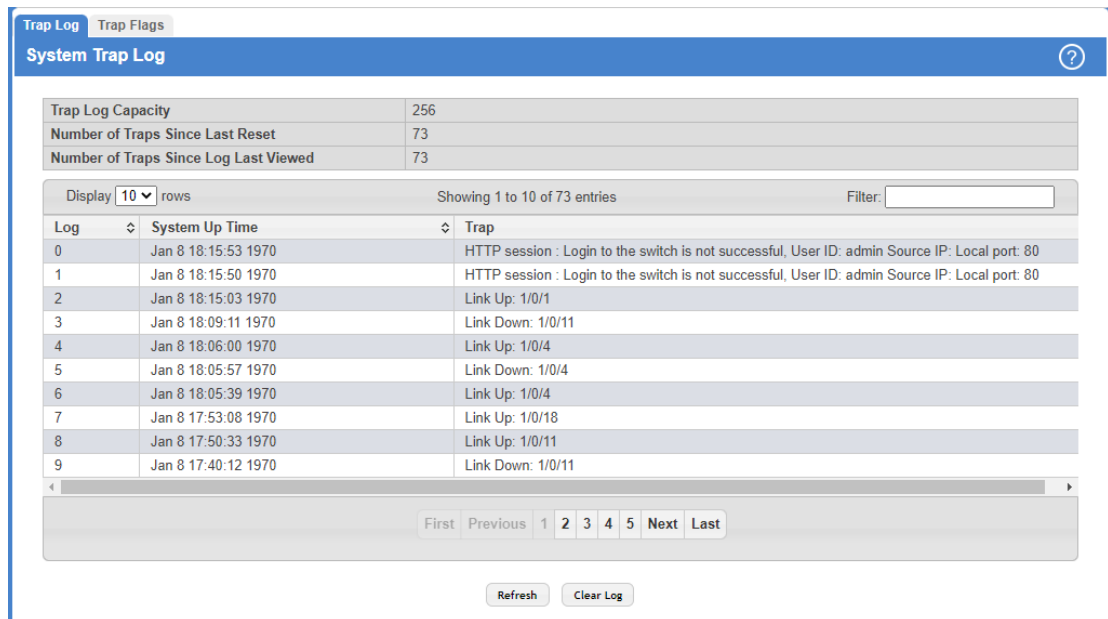 Trap Log Trap Flags
System Trap Log ?
Trap Log Capacity 256
Number of Traps Since Last Reset 73
Number of Traps Since Log Last Viewed 73
Display 10 rows Showing 1 to 10 of 73 entries Filter:
Log System Up Time Trap
0 Jan 8 18:15:53 1970 HTTP session : Login to the switch is not successful, User ID: admin Source IP: Local port: 80
1 Jan 8 18:15:50 1970 HTTP session : Login to the switch is not successful, User ID: admin Source IP: Local port: 80
2 Jan 8 18:15:03 1970 Link Up: 1/0/1
3 Jan 8 18:09:11 1970 Link Down: 1/0/11
4 Jan 8 18:06:00 1970 Link Up: 1/0/4
5 Jan 8 18:05:57 1970 Link Down: 1/0/4
6 Jan 8 18:05:39 1970 Link Up: 1/0/4
7 Jan 8 17:53:08 1970 Link Up: 1/0/18
8 Jan 8 17:50:33 1970 Link Up: 1/0/11
9 Jan 8 17:40:12 1970 Link Down: 1/0/11
First Previous 1 2 3 4 5 Next Last
Refresh Clear Log